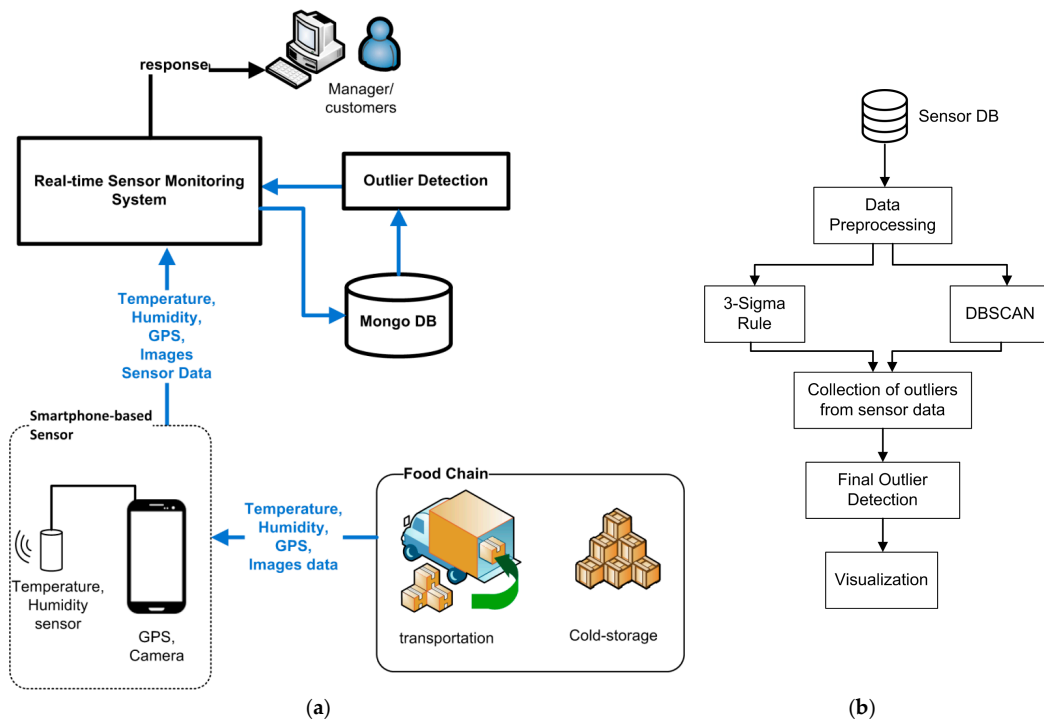 response
Manager/
customers
Real-time Sensor Monitoring
System
Outlier Detection
Mongo DB
Temperature,
Humidity,
GPS,
Images
Sensor Data
Smartphone-based
Sensor
Temperature,
Humidity
sensor
GPS,
Camera
Temperature,
Humidity,
GPS,
Images data
Food Chain
transportation
Cold-storage
(a)
Sensor DB
Data
Preprocessing
3-Sigma
Rule
DBSCAN
Collection of outliers
from sensor data
Final Outlier
Detection
Visualization
(b)